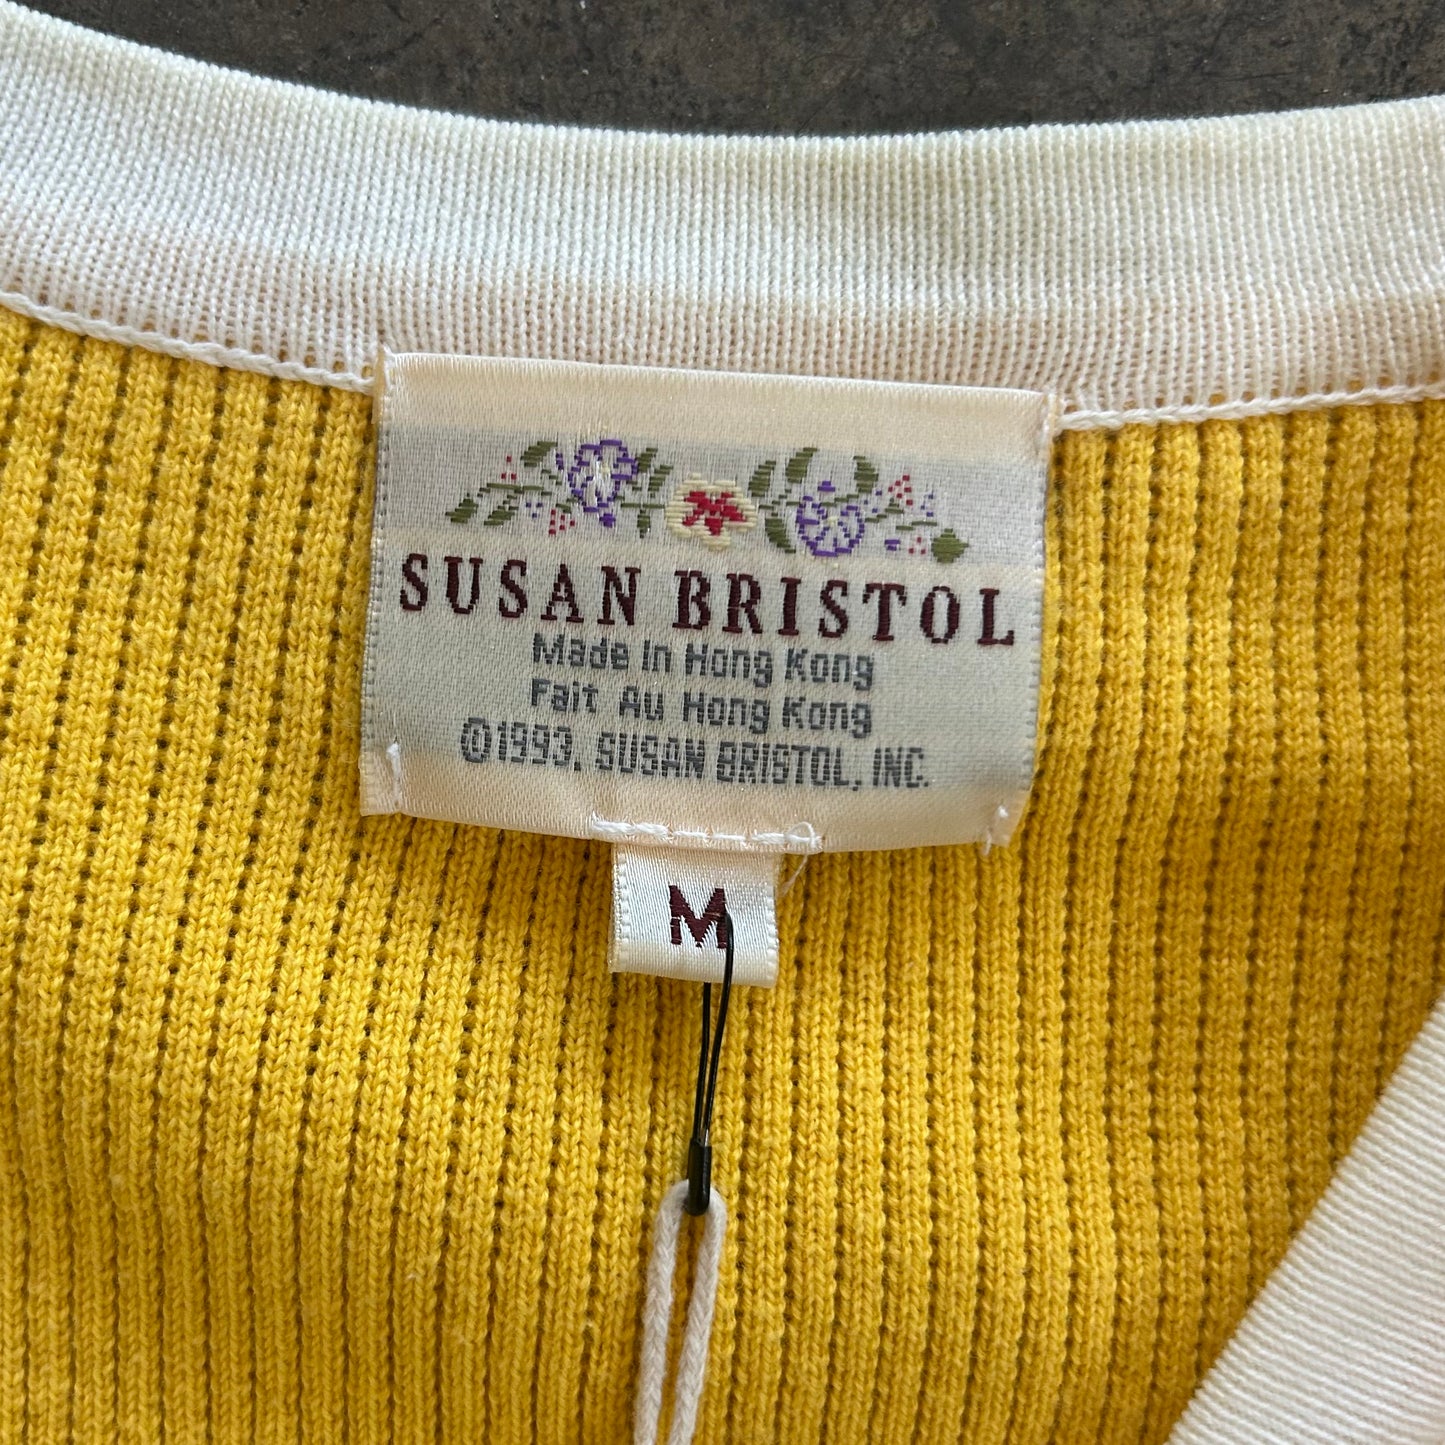 SUSAN BRISTOL
Made In Hong Kong
Fait Au Hong Kong
©1993. SUSAN BRISTOL, INC.
M